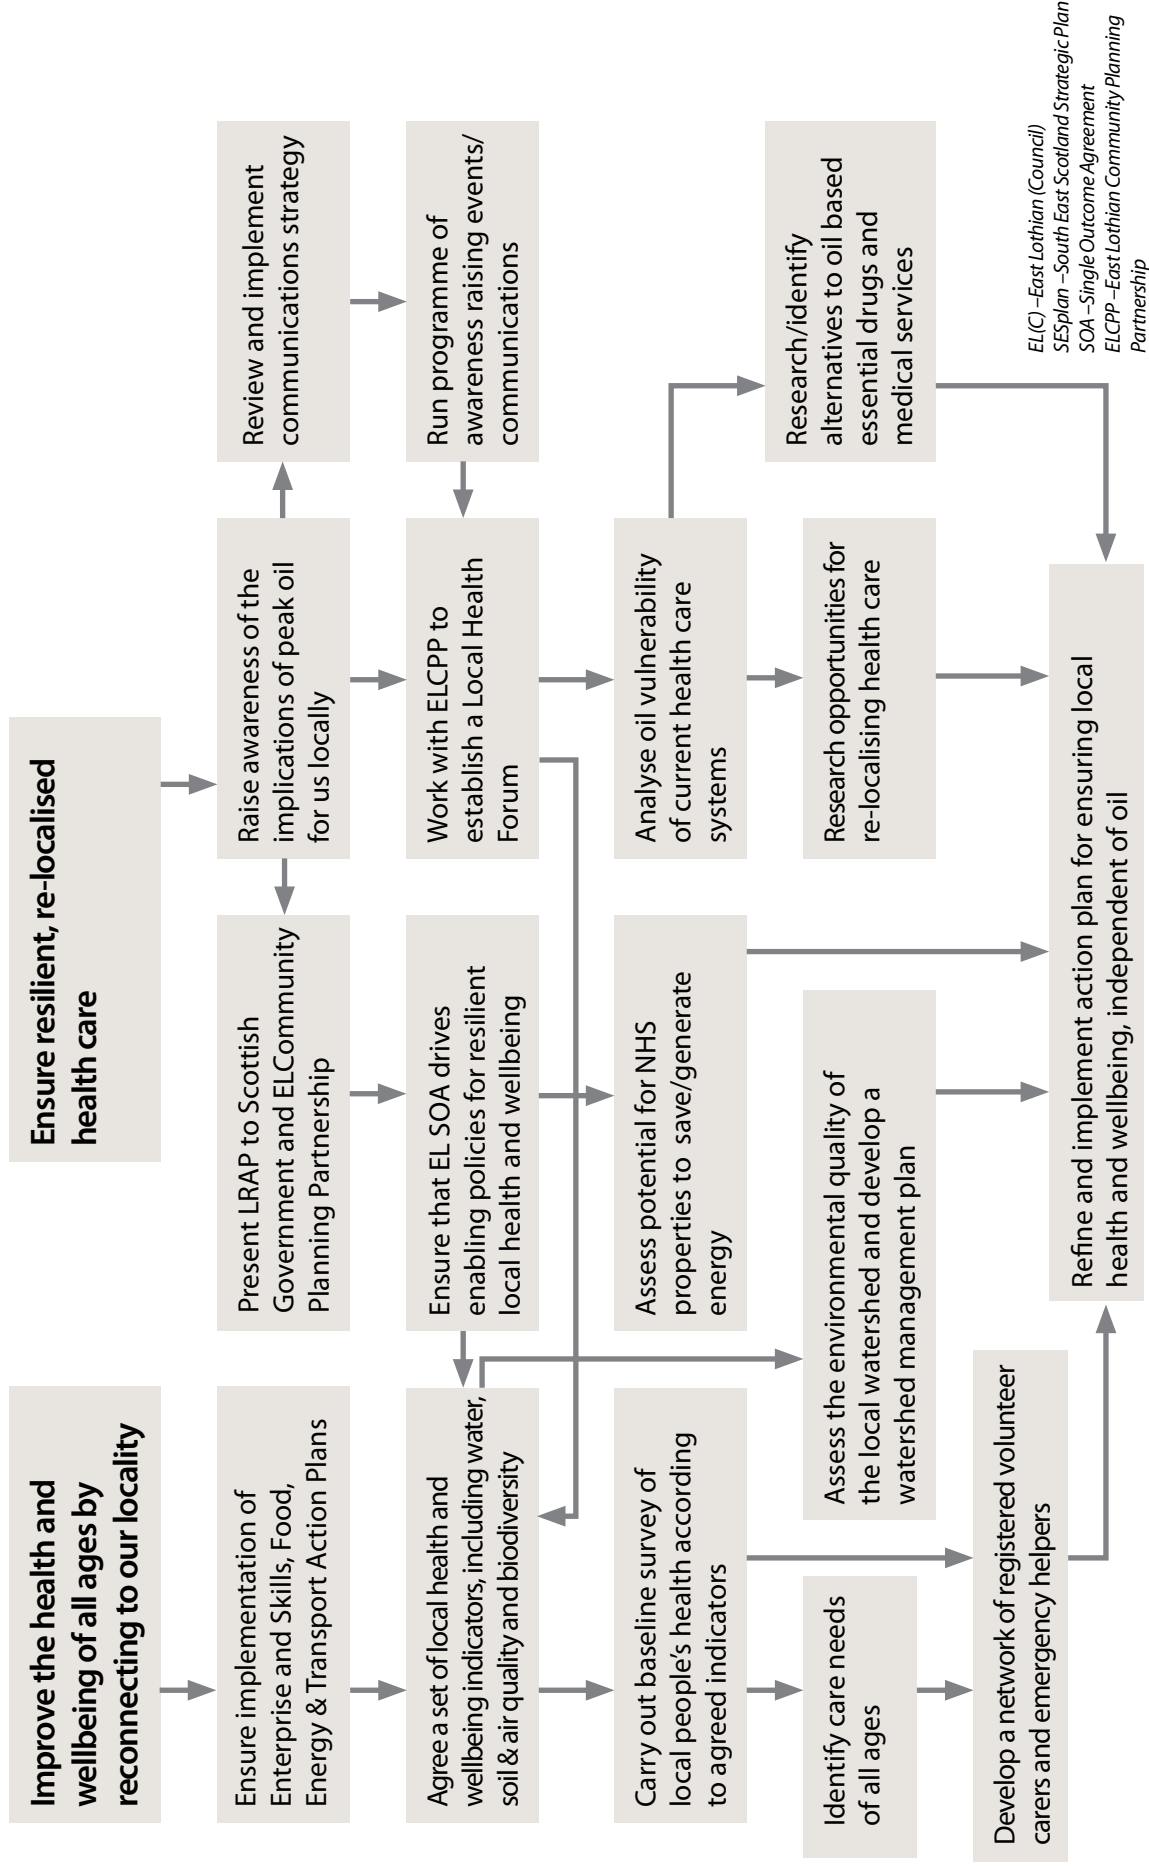 Improve the health and
wellbeing of all ages by
reconnecting to our locality
Ensure resilient, re-localised
health care
Ensure implementation of
Enterprise and Skills, Food,
Energy & Transport Action Plans
Present LRAP to Scottish
Government and ELCommunity
Planning Partnership
Raise awareness of the
implications of peak oil
for us locally
Review and implement
communications strategy
Agree a set of local health and
wellbeing indicators, including water,
soil & air quality and biodiversity
Ensure that EL SOA drives
enabling policies for resilient
local health and wellbeing
Work with ELCPP to
establish a Local Health
Forum
Run programme of
awareness raising events/
communications
Carry out baseline survey of
local people's health according
to agreed indicators
Assess potential for NHS
properties to save/generate
energy
Analyse oil vulnerability
of current health care
systems
Research/identify
alternatives to oil based
essential drugs and
medical services
Identify care needs
of all ages
Assess the environmental quality of
the local watershed and develop a
watershed management plan
Research opportunities for
re-localising health care
Develop a network of registered volunteer
carers and emergency helpers
Refine and implement action plan for ensuring local
health and wellbeing, independent of oil
EL(C) –East Lothian (Council)
SESplan –South East Scotland Strategic Plan
SOA –Single Outcome Agreement
ELCPP –East Lothian Community Planning
Partnership